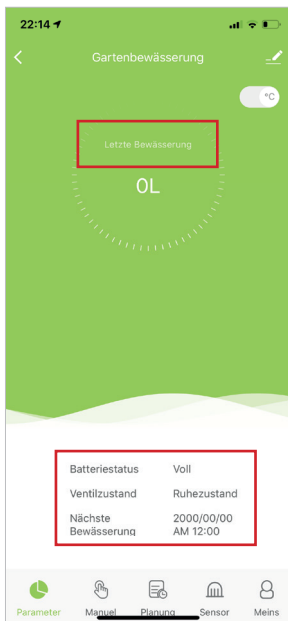 22:14
Gartenbewässerung
°C
Letzte Bewässerung
0L
Batteriestatus Voll
Ventilzustand Ruhezustand
Nächste Bewässerung 2000/00/00 AM 12:00
Parameter Manuel Planung Sensor Meins